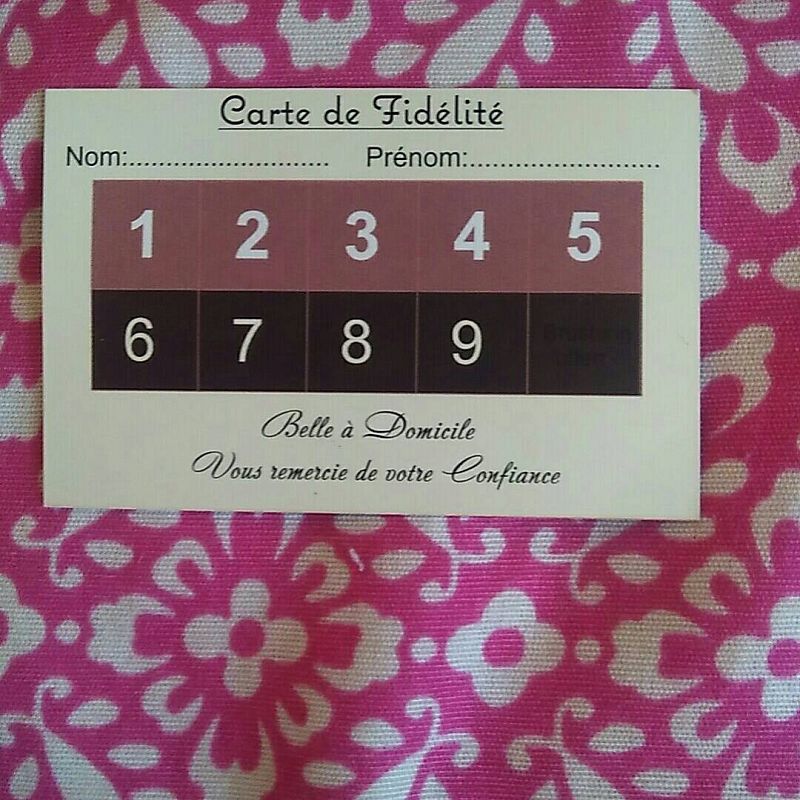 Carte de Fidélité
Nom:........................... Prénom:.........................
1 2 3 4 5
6 7 8 9
Belle à Domicile
Vous remercie de votre Confiance